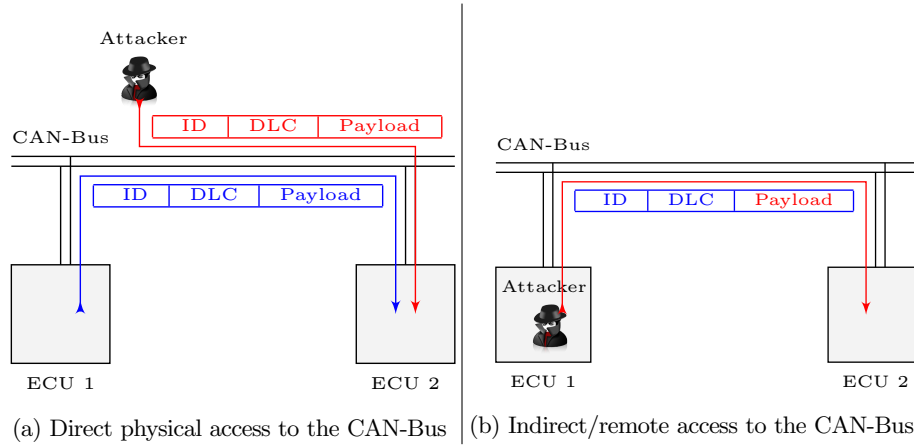 Attacker
ID DLC Payload
CAN-Bus
ID DLC Payload
ECU 1
ECU 2
(a) Direct physical access to the CAN-Bus
CAN-Bus
ID DLC Payload
Attacker
ECU 1
ECU 2
(b) Indirect/remote access to the CAN-Bus